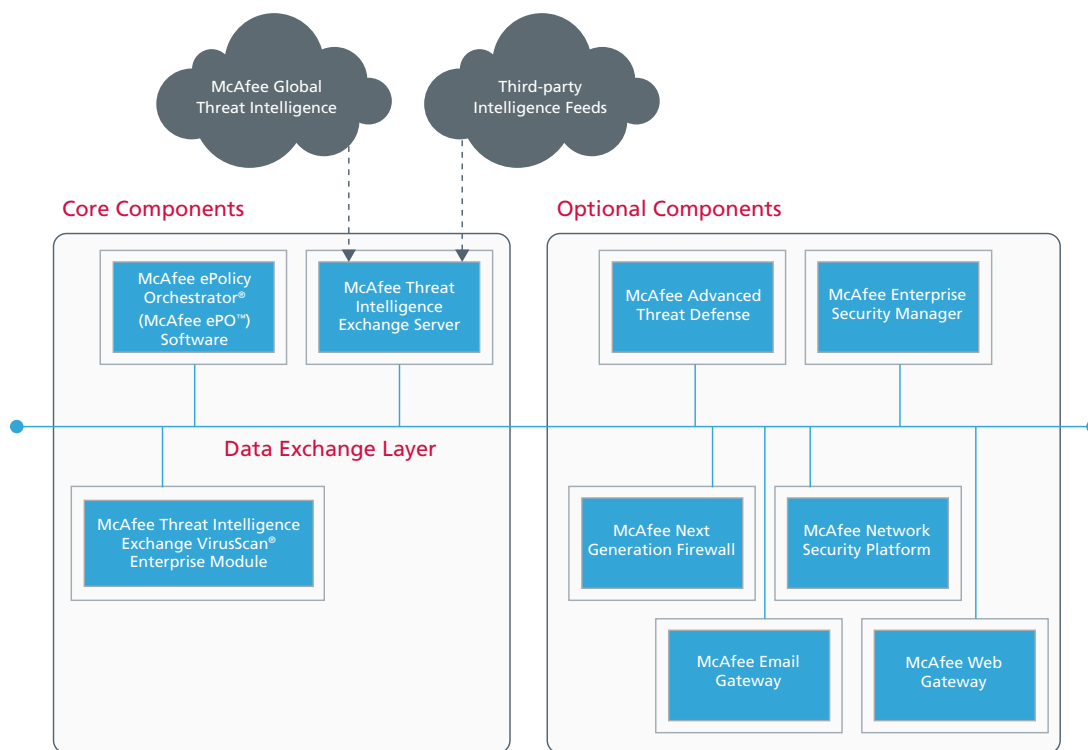 McAfee Global
Threat Intelligence
Third-party
Intelligence Feeds
Core Components
Optional Components
McAfee ePolicy
Orchestrator®
(McAfee ePO™)
Software
McAfee Threat
Intelligence
Exchange Server
McAfee Advanced
Threat Defense
McAfee Enterprise
Security Manager
Data Exchange Layer
McAfee Threat Intelligence
Exchange VirusScan®
Enterprise Module
McAfee Next
Generation Firewall
McAfee Network
Security Platform
McAfee Email
Gateway
McAfee Web
Gateway